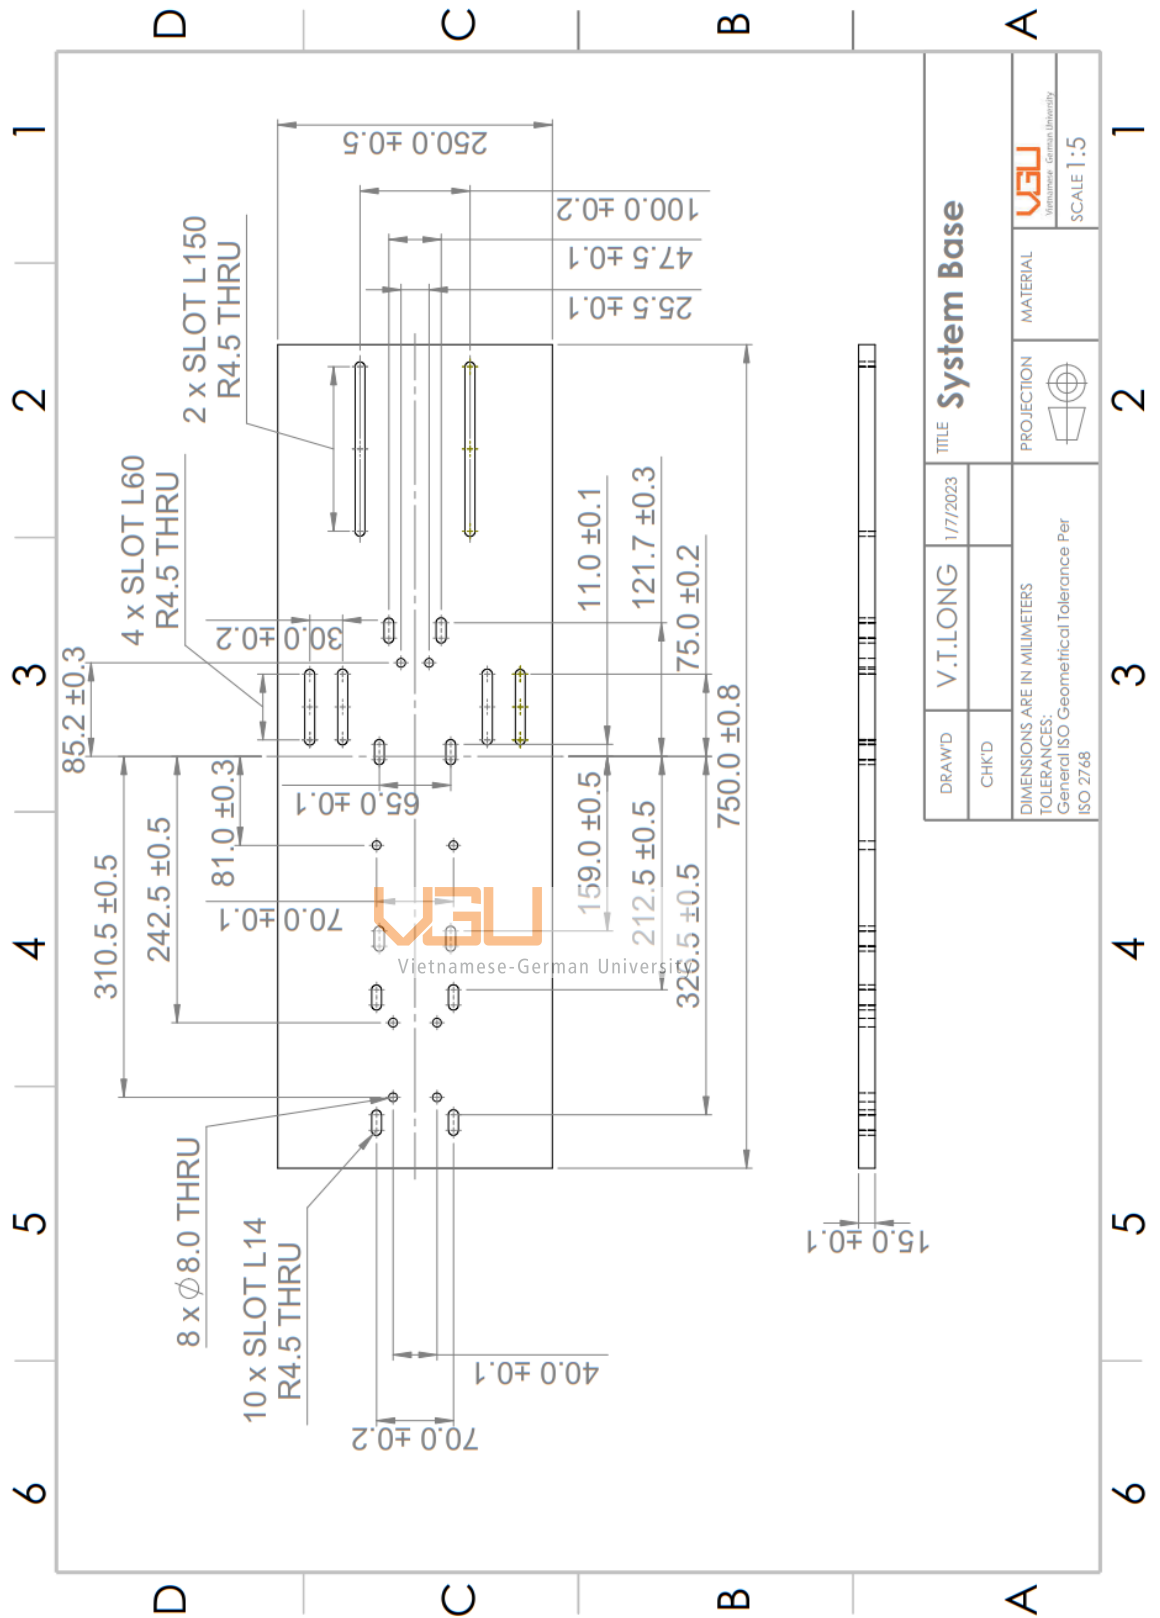 D
C
B
A
1
2
3
4
5
6
250.0 ±0.5
100.0 ±0.2
47.5 ±0.1
25.5 ±0.1
2 x SLOT L150
R4.5 THRU
4 x SLOT L60
R4.5 THRU
30.0 ±0.2
85.2 ±0.3
11.0 ±0.1
121.7 ±0.3
75.0 ±0.2
750.0 ±0.8
65.0 ±0.1
81.0 ±0.3
242.5 ±0.5
310.5 ±0.5
70.0 ±0.1
159.0 ±0.5
212.5 ±0.5
325.5 ±0.5
VGU
Vietnamese-German University
8 x Ø8.0 THRU
10 x SLOT L14
R4.5 THRU
40.0 ±0.1
70.0 ±0.2
15.0 ±0.1
DRAW'D
V.T.LONG
1/7/2023
TITLE
System Base
CHK'D
DIMENSIONS ARE IN MILIMETERS
TOLERANCES:
General ISO Geometrical Tolerance Per
ISO 2768
PROJECTION
MATERIAL
VGU
Vietnamese German University
SCALE 1:5
1
2
3
4
5
6
D
C
B
A